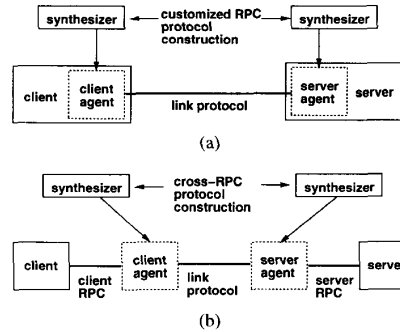 synthesizer customized RPC protocol construction synthesizer
client client agent link protocol server agent server
(a)
synthesizer cross-RPC protocol construction synthesizer
client client RPC client agent link protocol server agent server RPC serve
(b)